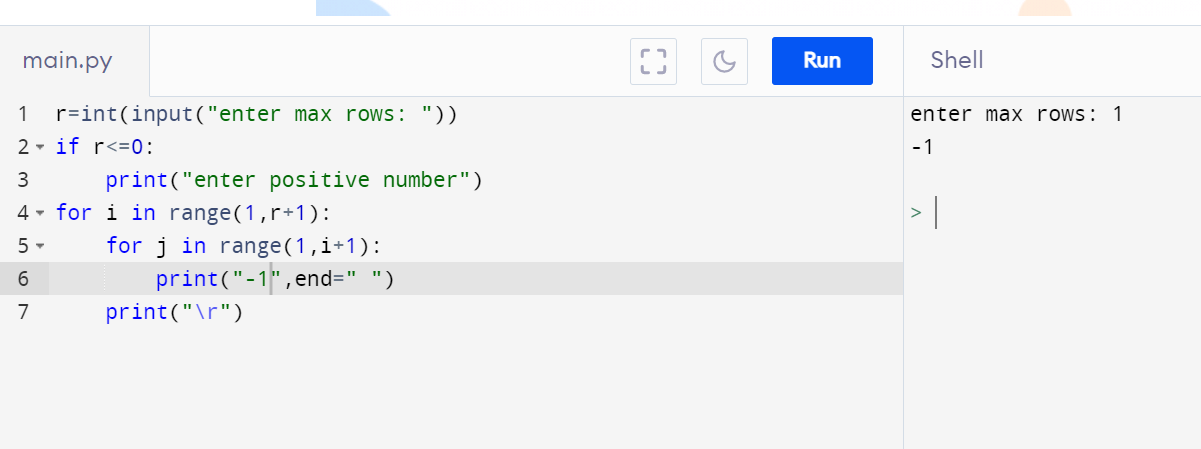 main.py
Run
Shell
1 r=int(input("enter max rows: "))
2 if r<=0:
3     print("enter positive number")
4 for i in range(1,r+1):
5     for j in range(1,i+1):
6         print("-1",end=" ")
7     print("\r")
enter max rows: 1
-1
>